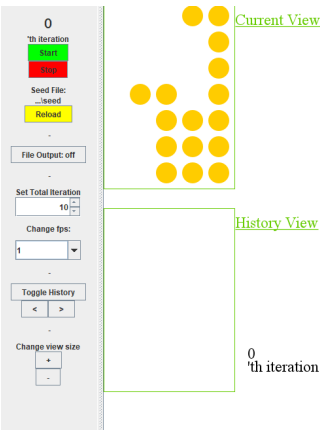 0
'th iteration
Start
Stop
Seed File:
...\seed
Reload
-
File Output: off
-
Set Total Iteration
10
Change fps:
1
-
Toggle History
< >
-
Change view size
+
-
Current View
History View
0
'th iteration